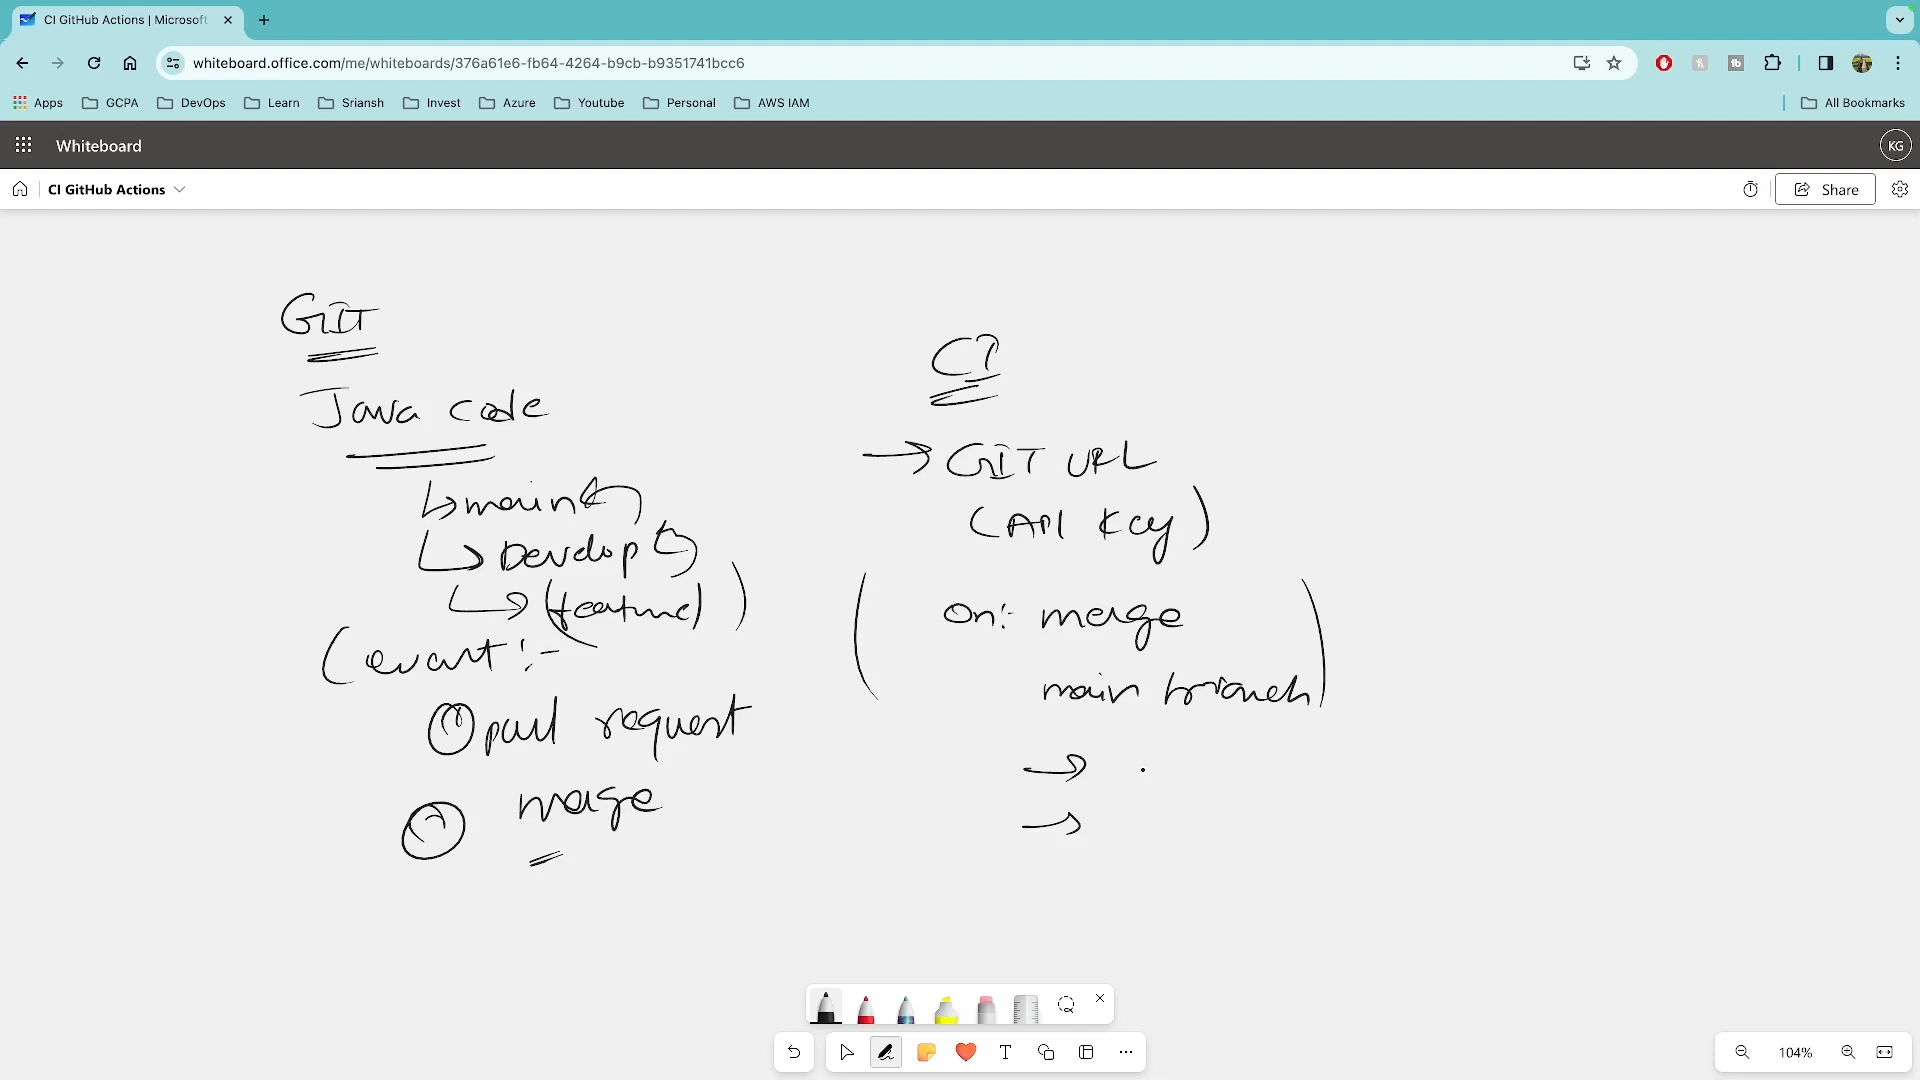 CI GitHub Actions | Microsoft
whiteboard.office.com/me/whiteboards/376a61e6-fb64-4264-b9cb-b9351741bcc6
Apps GCPA DevOps Learn Sriansh Invest Azure Youtube Personal AWS IAM All Bookmarks
Whiteboard KG
CI GitHub Actions Share
GIT
Java code
main
Develop
(feature)
(event :-
pull request
merge
CI
GIT URL
(API Key)
On:- merge
main branch
104%